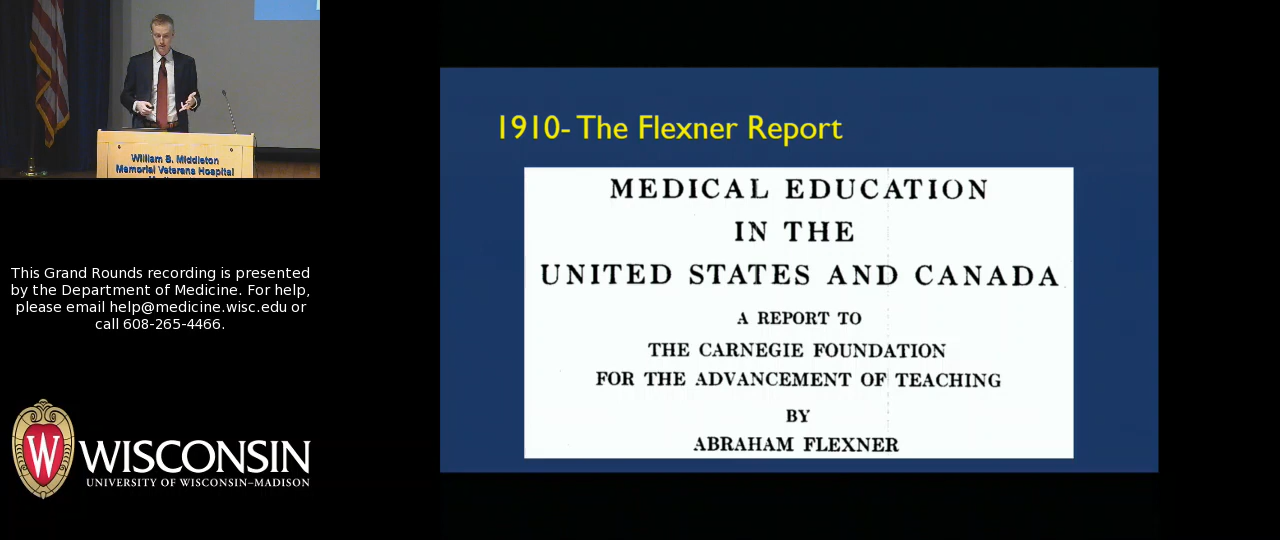 William S. Middleton
Memorial Veterans Hospital
This Grand Rounds recording is presented
by the Department of Medicine. For help,
please email help@medicine.wisc.edu or
call 608-265-4466.
WISCONSIN
UNIVERSITY OF WISCONSIN–MADISON
1910- The Flexner Report
MEDICAL EDUCATION
IN THE
UNITED STATES AND CANADA
A REPORT TO
THE CARNEGIE FOUNDATION
FOR THE ADVANCEMENT OF TEACHING
BY
ABRAHAM FLEXNER